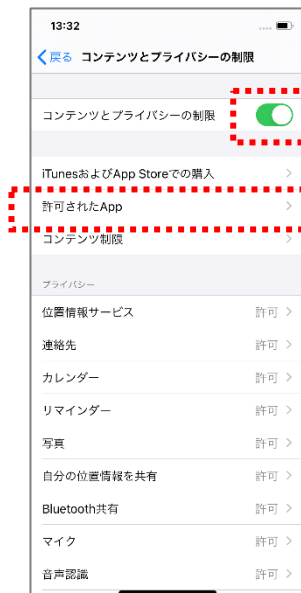 13:32
戻る コンテンツとプライバシーの制限
コンテンツとプライバシーの制限
iTunesおよびApp Storeでの購入
許可されたApp
コンテンツ制限
プライバシー
位置情報サービス 許可
連絡先 許可
カレンダー 許可
リマインダー 許可
写真 許可
自分の位置情報を共有 許可
Bluetooth共有 許可
マイク 許可
音声認識 許可